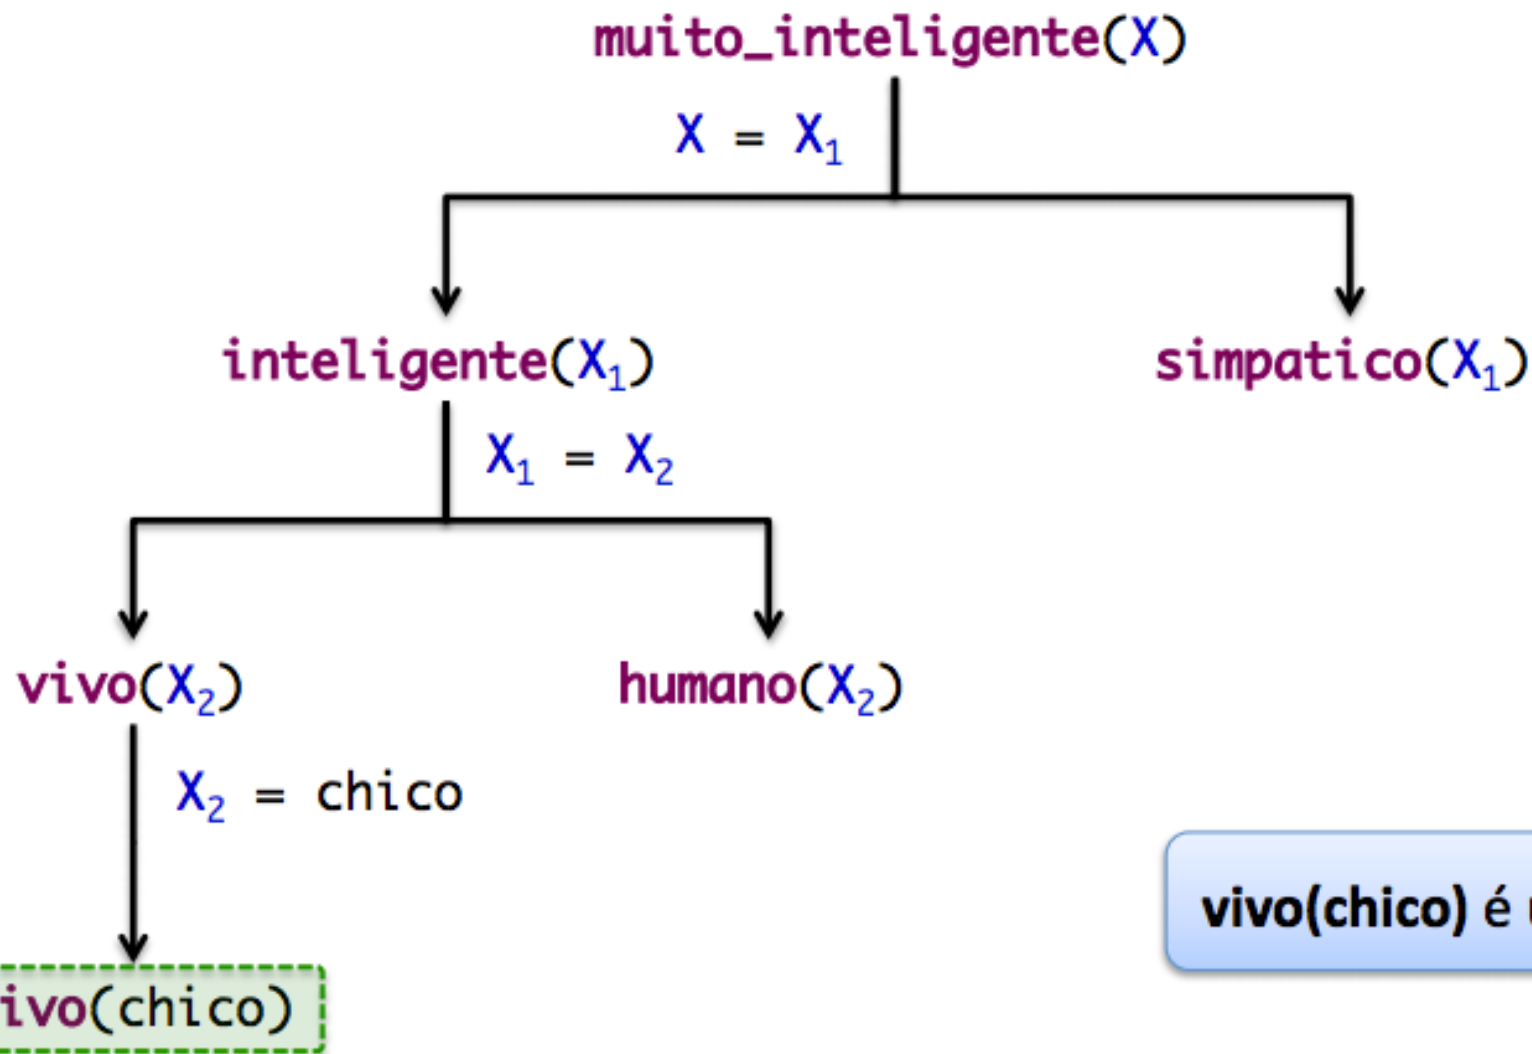 muito_inteligente(X)
X = X₁
inteligente(X₁)
simpatico(X₁)
X₁ = X₂
vivo(X₂)
humano(X₂)
X₂ = chico
vivo(chico) é
ivo(chico)